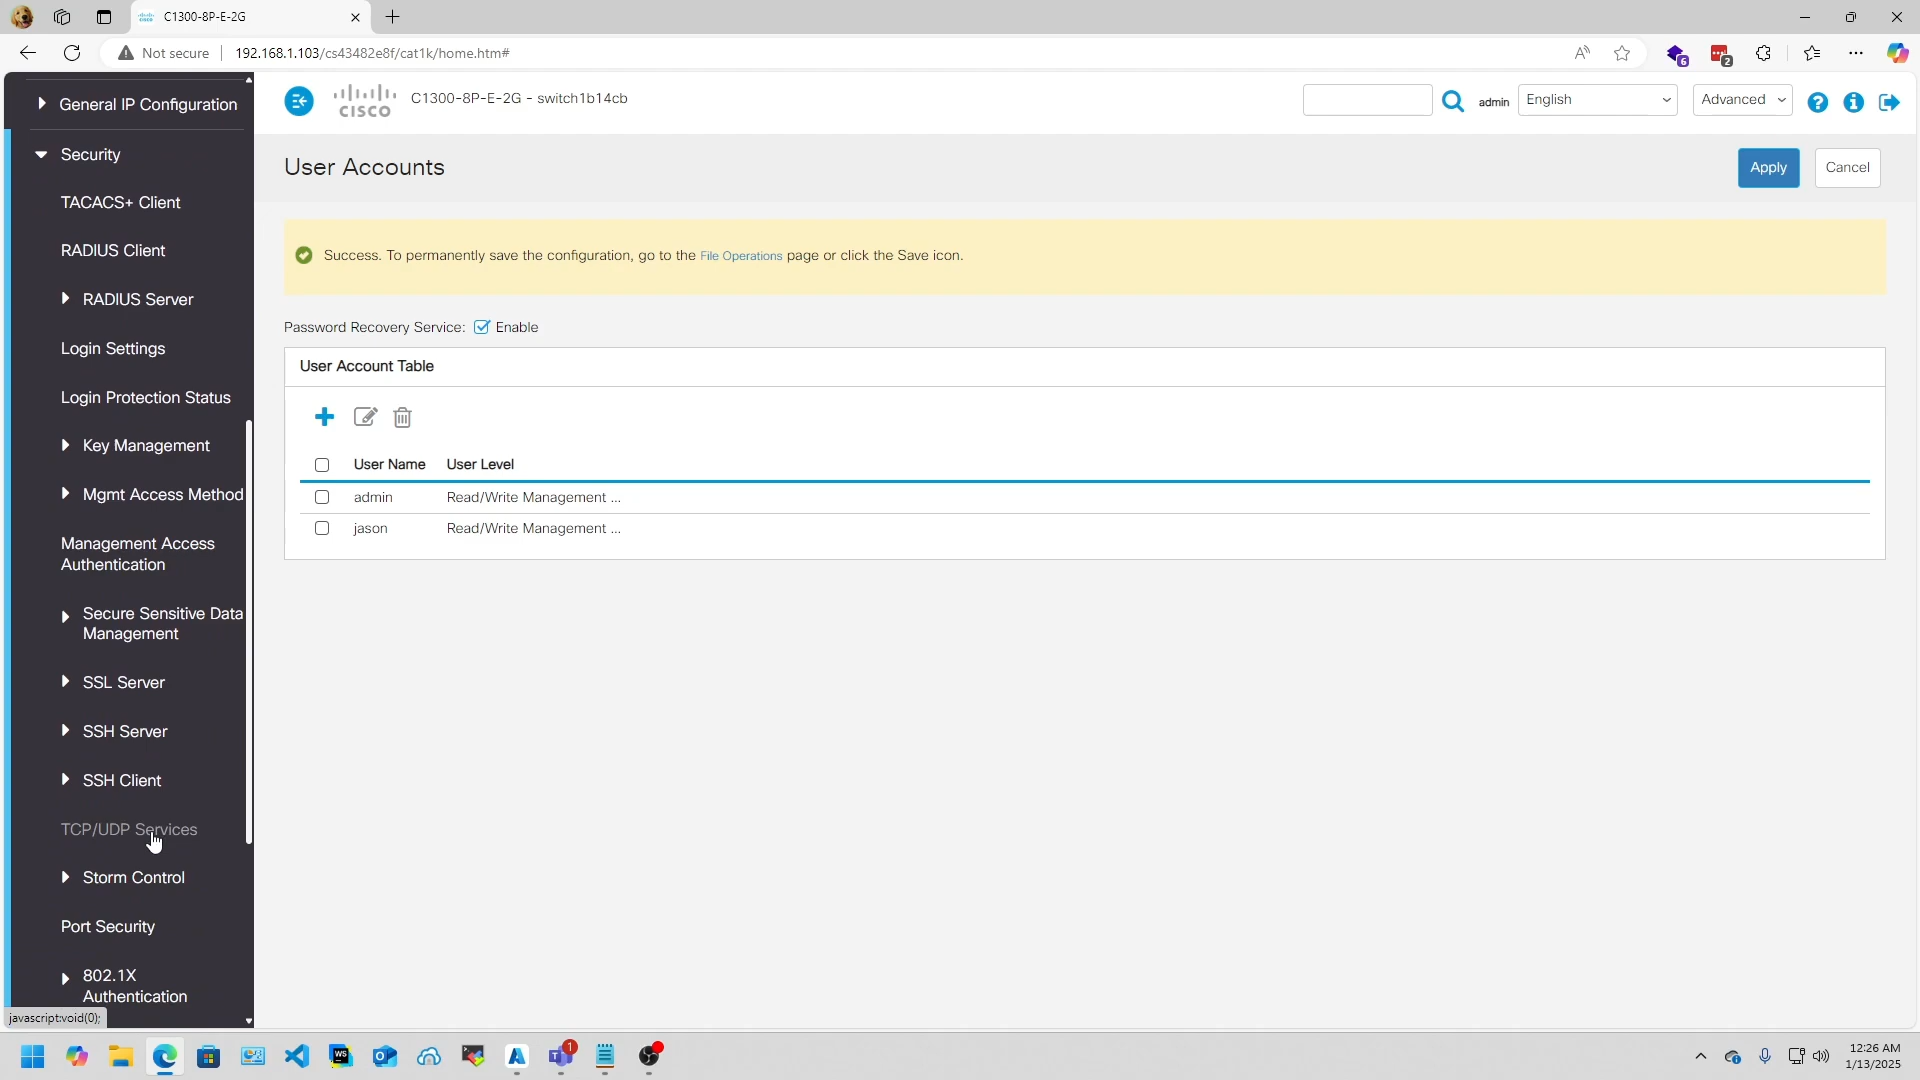 C1300-8P-E-2G
Not secure
192.168.1.103/cs43482e8f/cat1k/home.htm#
6
2
General IP Configuration
Security
TACACS+ Client
RADIUS Client
RADIUS Server
Login Settings
Login Protection Status
Key Management
Mgmt Access Method
Management Access
Authentication
Secure Sensitive Data
Management
SSL Server
SSH Server
SSH Client
TCP/UDP Services
Storm Control
Port Security
802.1X
Authentication
javascript:void(0);
CISCO
C1300-8P-E-2G - switch1b14cb
admin
English
Advanced
User Accounts
Apply
Cancel
Success. To permanently save the configuration, go to the File Operations page or click the Save icon.
Password Recovery Service: Enable
User Account Table
User Name User Level
admin Read/Write Management ...
jason Read/Write Management ...
WS
1
12:26 AM
1/13/2025